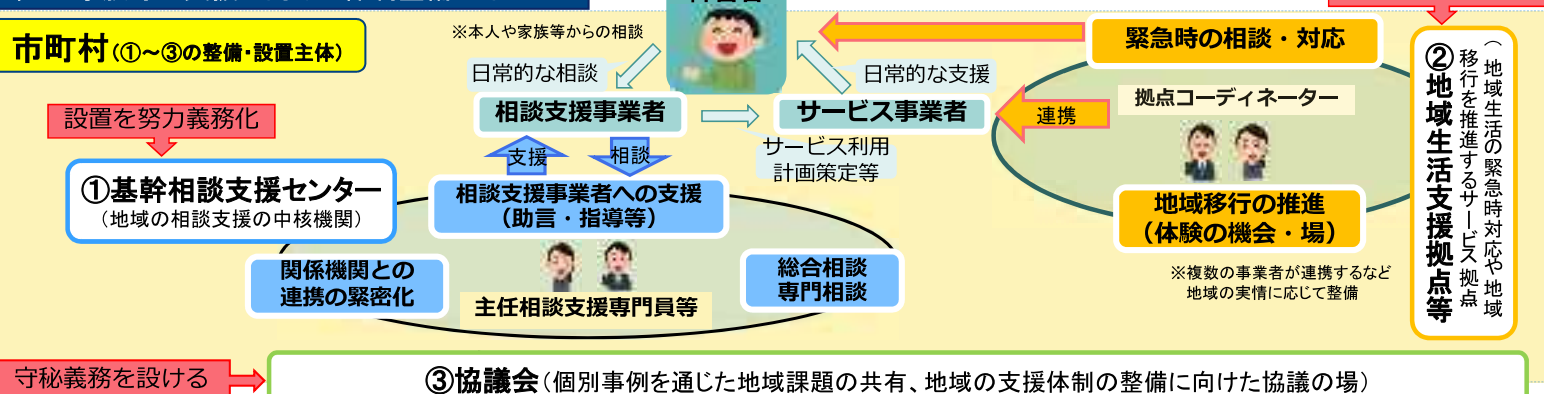 市町村(①～③の整備・設置主体)
※本人や家族等からの相談
日常的な相談
日常的な支援
緊急時の相談・対応
相談支援事業者
サービス事業者
連携
拠点コーディネーター
設置を努力義務化
支援
相談
サービス利用
計画策定等
①基幹相談支援センター
（地域の相談支援の中核機関）
相談支援事業者への支援
（助言・指導等）
地域移行の推進
（体験の機会・場）
関係機関との
連携の緊密化
主任相談支援専門員等
総合相談
専門相談
※複数の事業者が連携するなど
地域の実情に応じて整備
②地域生活支援拠点等
（地域生活の緊急時対応や地域
移行を推進するサービス拠点
守秘義務を設ける
③協議会（個別事例を通じた地域課題の共有、地域の支援体制の整備に向けた協議の場）